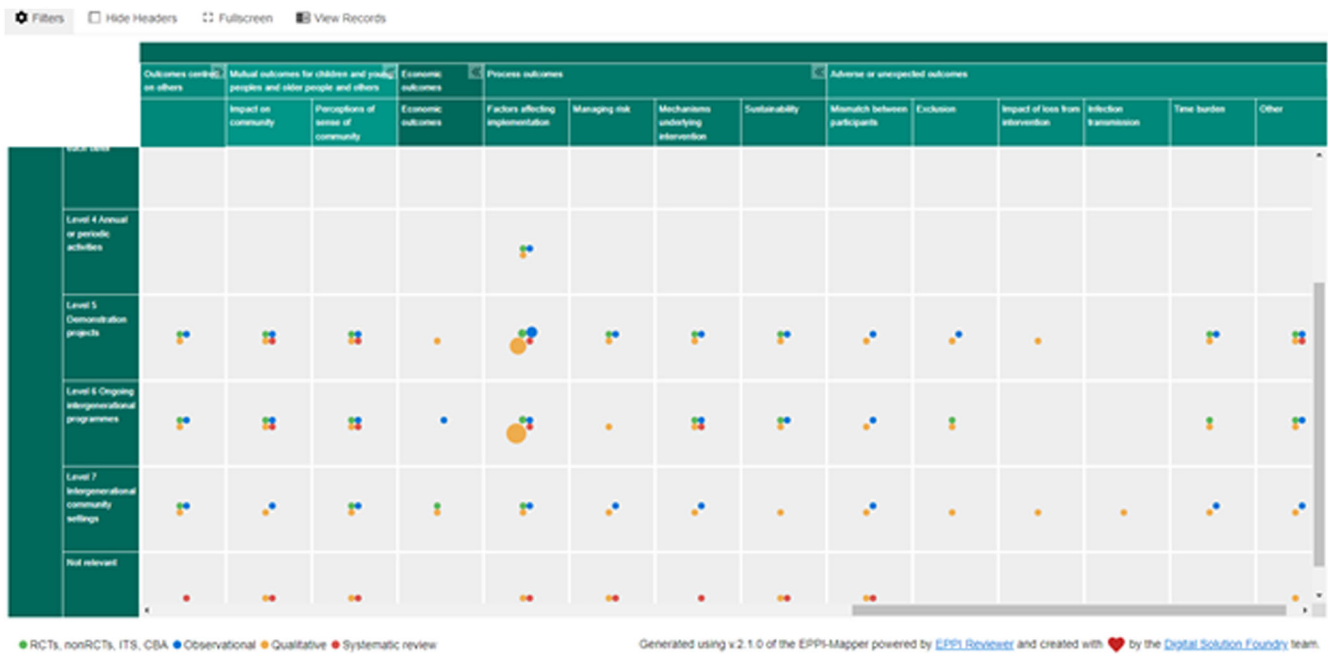 Filters Hide Headers Fullscreen View Records
Outcomes centred Mutual outcomes for children and young Economic Process outcomes Adverse or unexpected outcomes
on others peoples and older people and others outcomes
Impact on Perceptions of Economic Factors affecting Managing risk Mechanisms Sustainability Mismatch between Exclusion Impact of loss from Infection Time burden Other
community sense of outcomes implementation underlying participants intervention transmission
community intervention
each other
Level 4 Annual
or periodic
activities
Level 5
Demonstration
projects
Level 6 Ongoing
intergenerational
programmes
Level 7
Intergenerational
community
settings
Not relevant
RCTs, nonRCTs, ITS, CBA Observational Qualitative Systematic review
Generated using v.2.1.0 of the EPPI-Mapper powered by EPPI Reviewer and created with by the Digital Solution Foundry team.